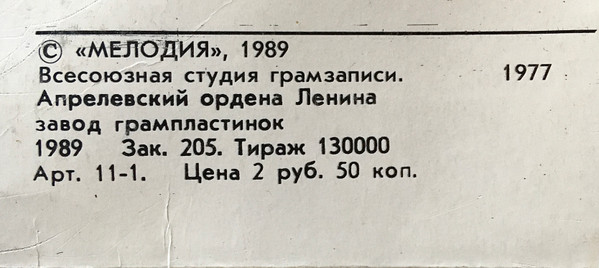 © «МЕЛОДИЯ», 1989
Всесоюзная студия грамзаписи. 1977
Апрелевский ордена Ленина
завод грампластинок
1989 Зак. 205. Тираж 130000
Арт. 11-1. Цена 2 руб. 50 коп.